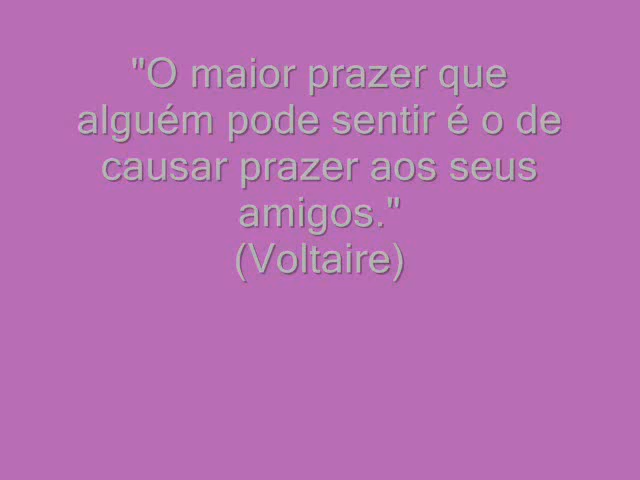 "O maior prazer que
alguém pode sentir é o de
causar prazer aos seus
amigos."
(Voltaire)